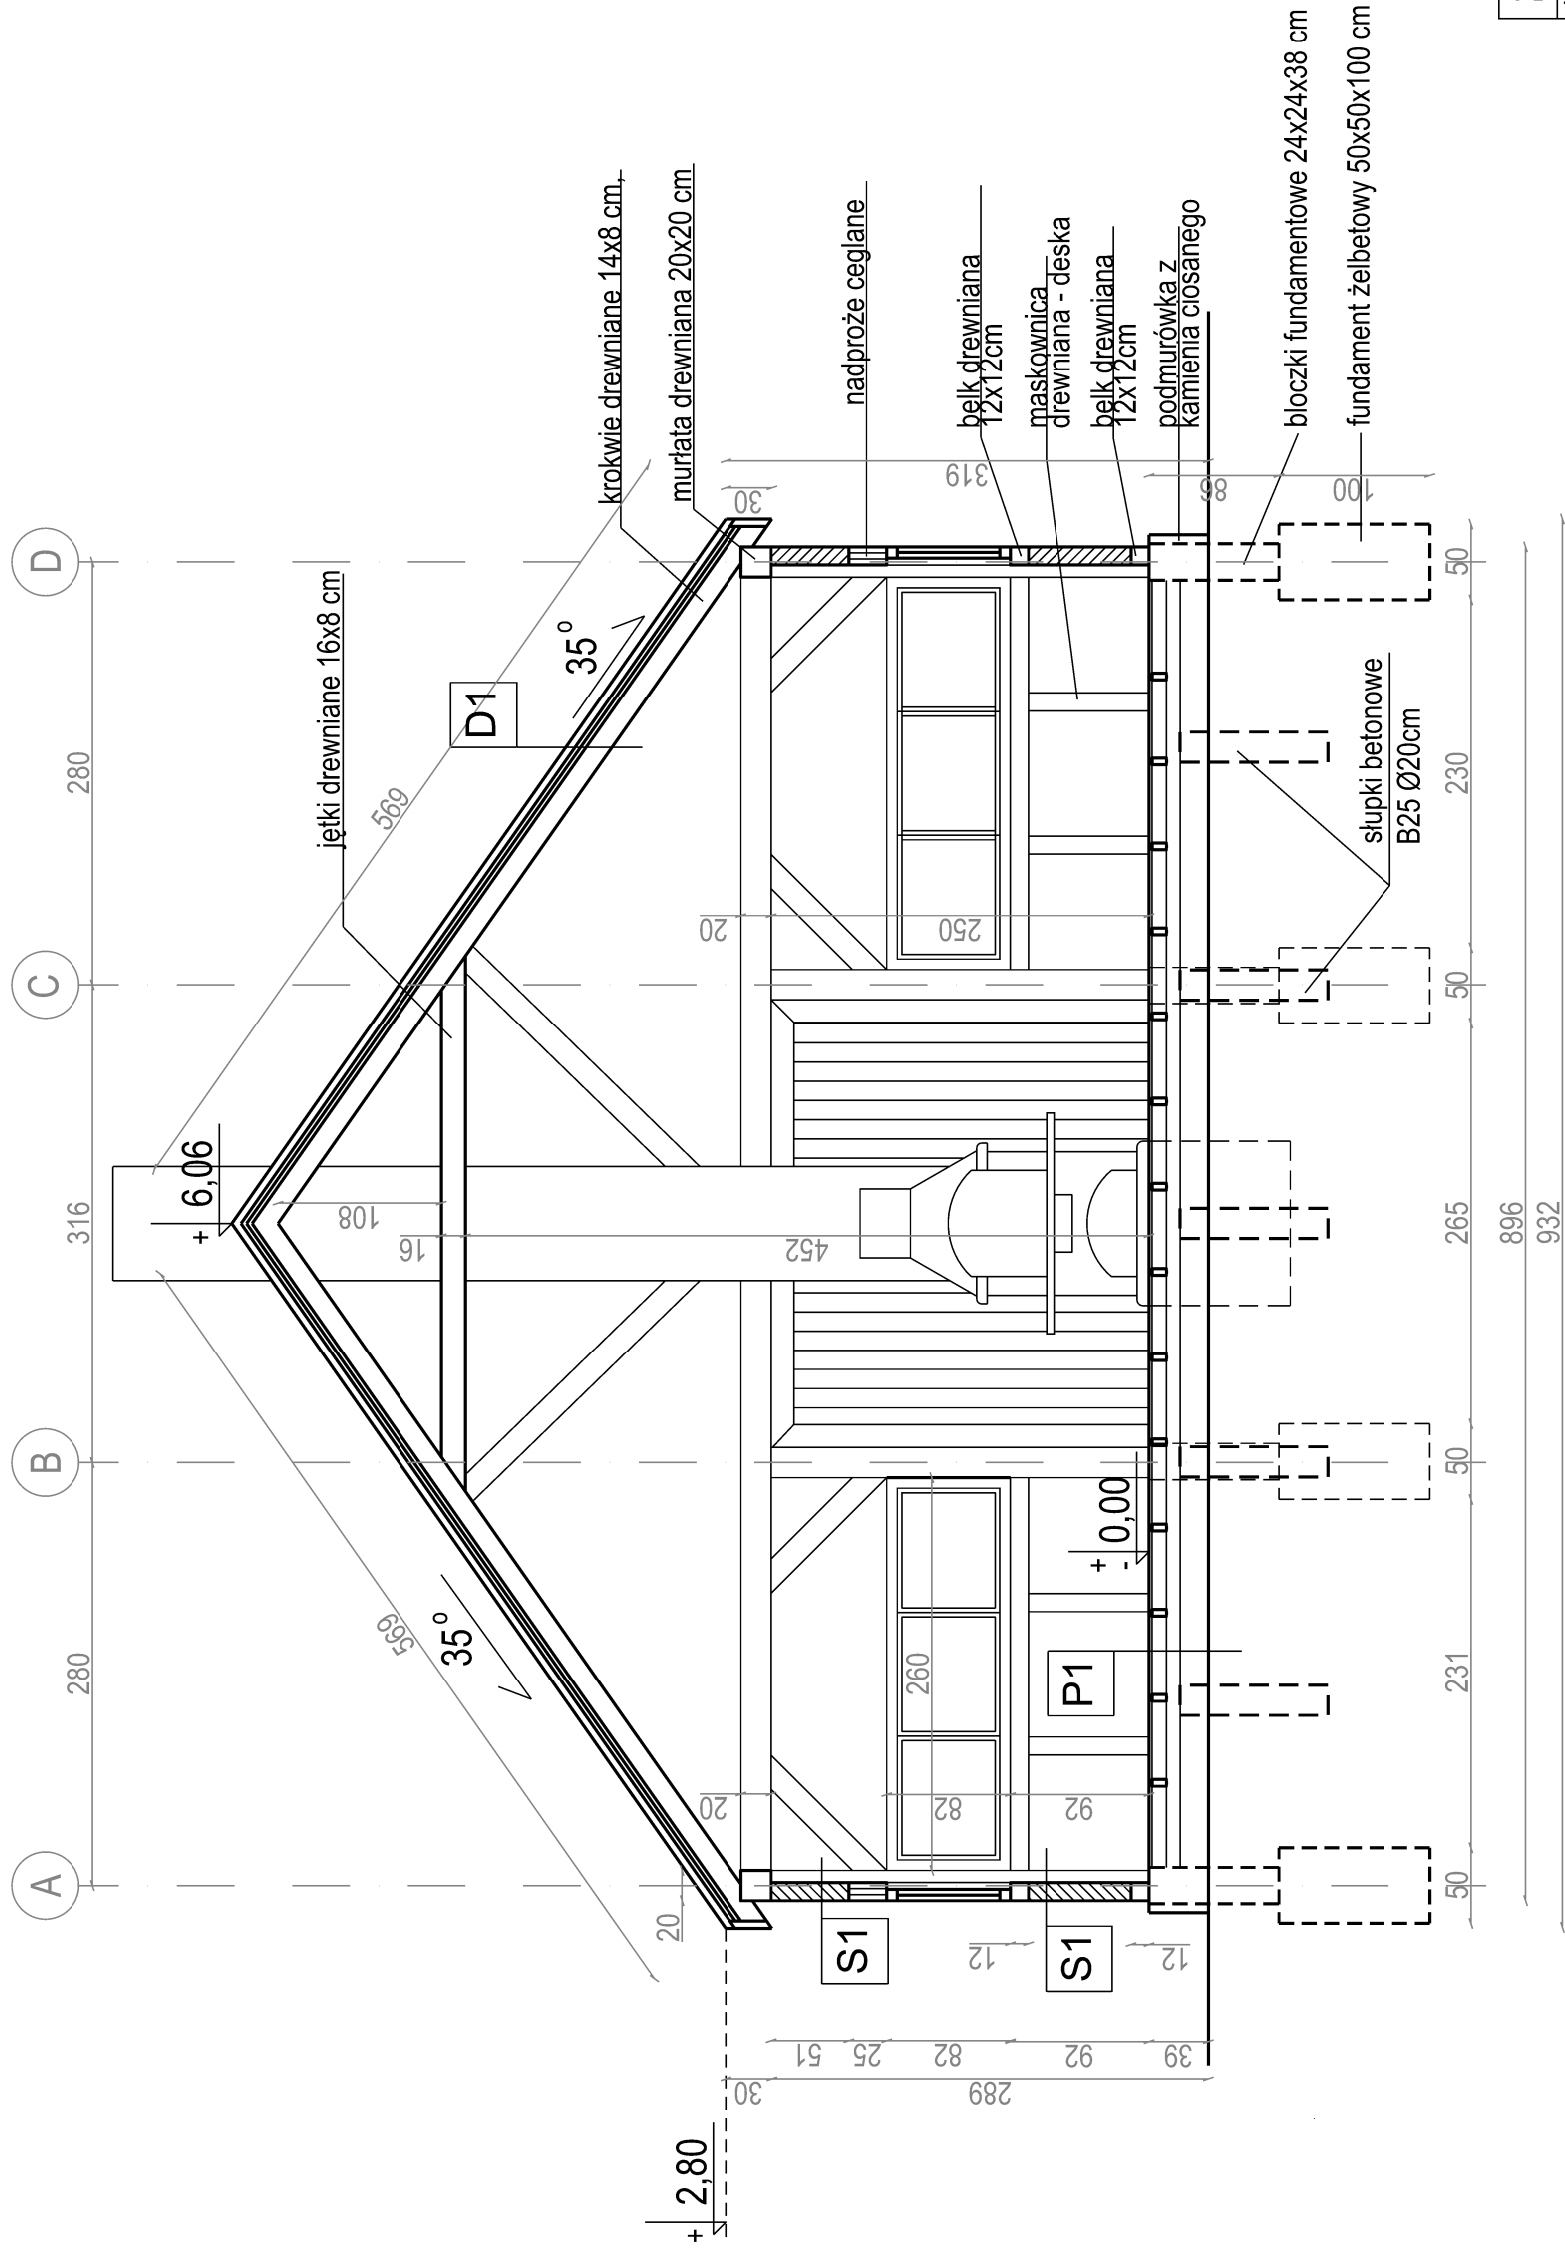 A
B
C
D
280
316
280
569
569
+ 6,06
jętki drewniane 16x8 cm
D1
35°
35°
krokwie drewniane 14x8 cm,
murłata drewniana 20x20 cm
nadproże ceglane
belk drewniana
12x12cm
maskownica
drewniana - deska
belk drewniana
12x12cm
podmurówka z
kamienia ciosanego
bloczki fundamentowe 24x24x38 cm
fundament żelbetowy 50x50x100 cm
słupki betonowe
B25 Ø20cm
108
16
452
20
250
20
82
92
260
20
S1
S1
P1
+
- 0,00
12
12
30
319
86
100
51
25
82
92
39
30
289
+ 2,80
50
231
50
265
50
230
50
896
932